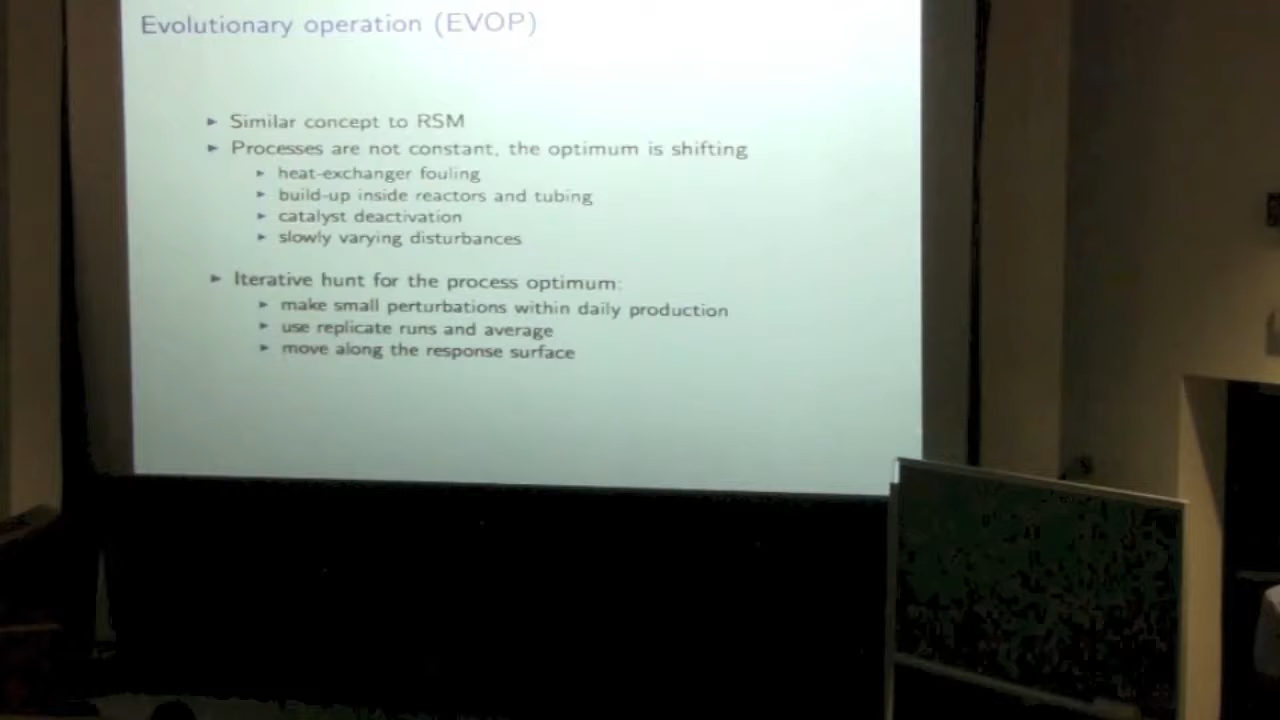 Evolutionary operation (EVOP)
Similar concept to RSM
Processes are not constant, the optimum is shifting
heat-exchanger fouling
build-up inside reactors and tubing
catalyst deactivation
slowly varying disturbances
Iterative hunt for the process optimum:
make small perturbations within daily production
use replicate runs and average
move along the response surface